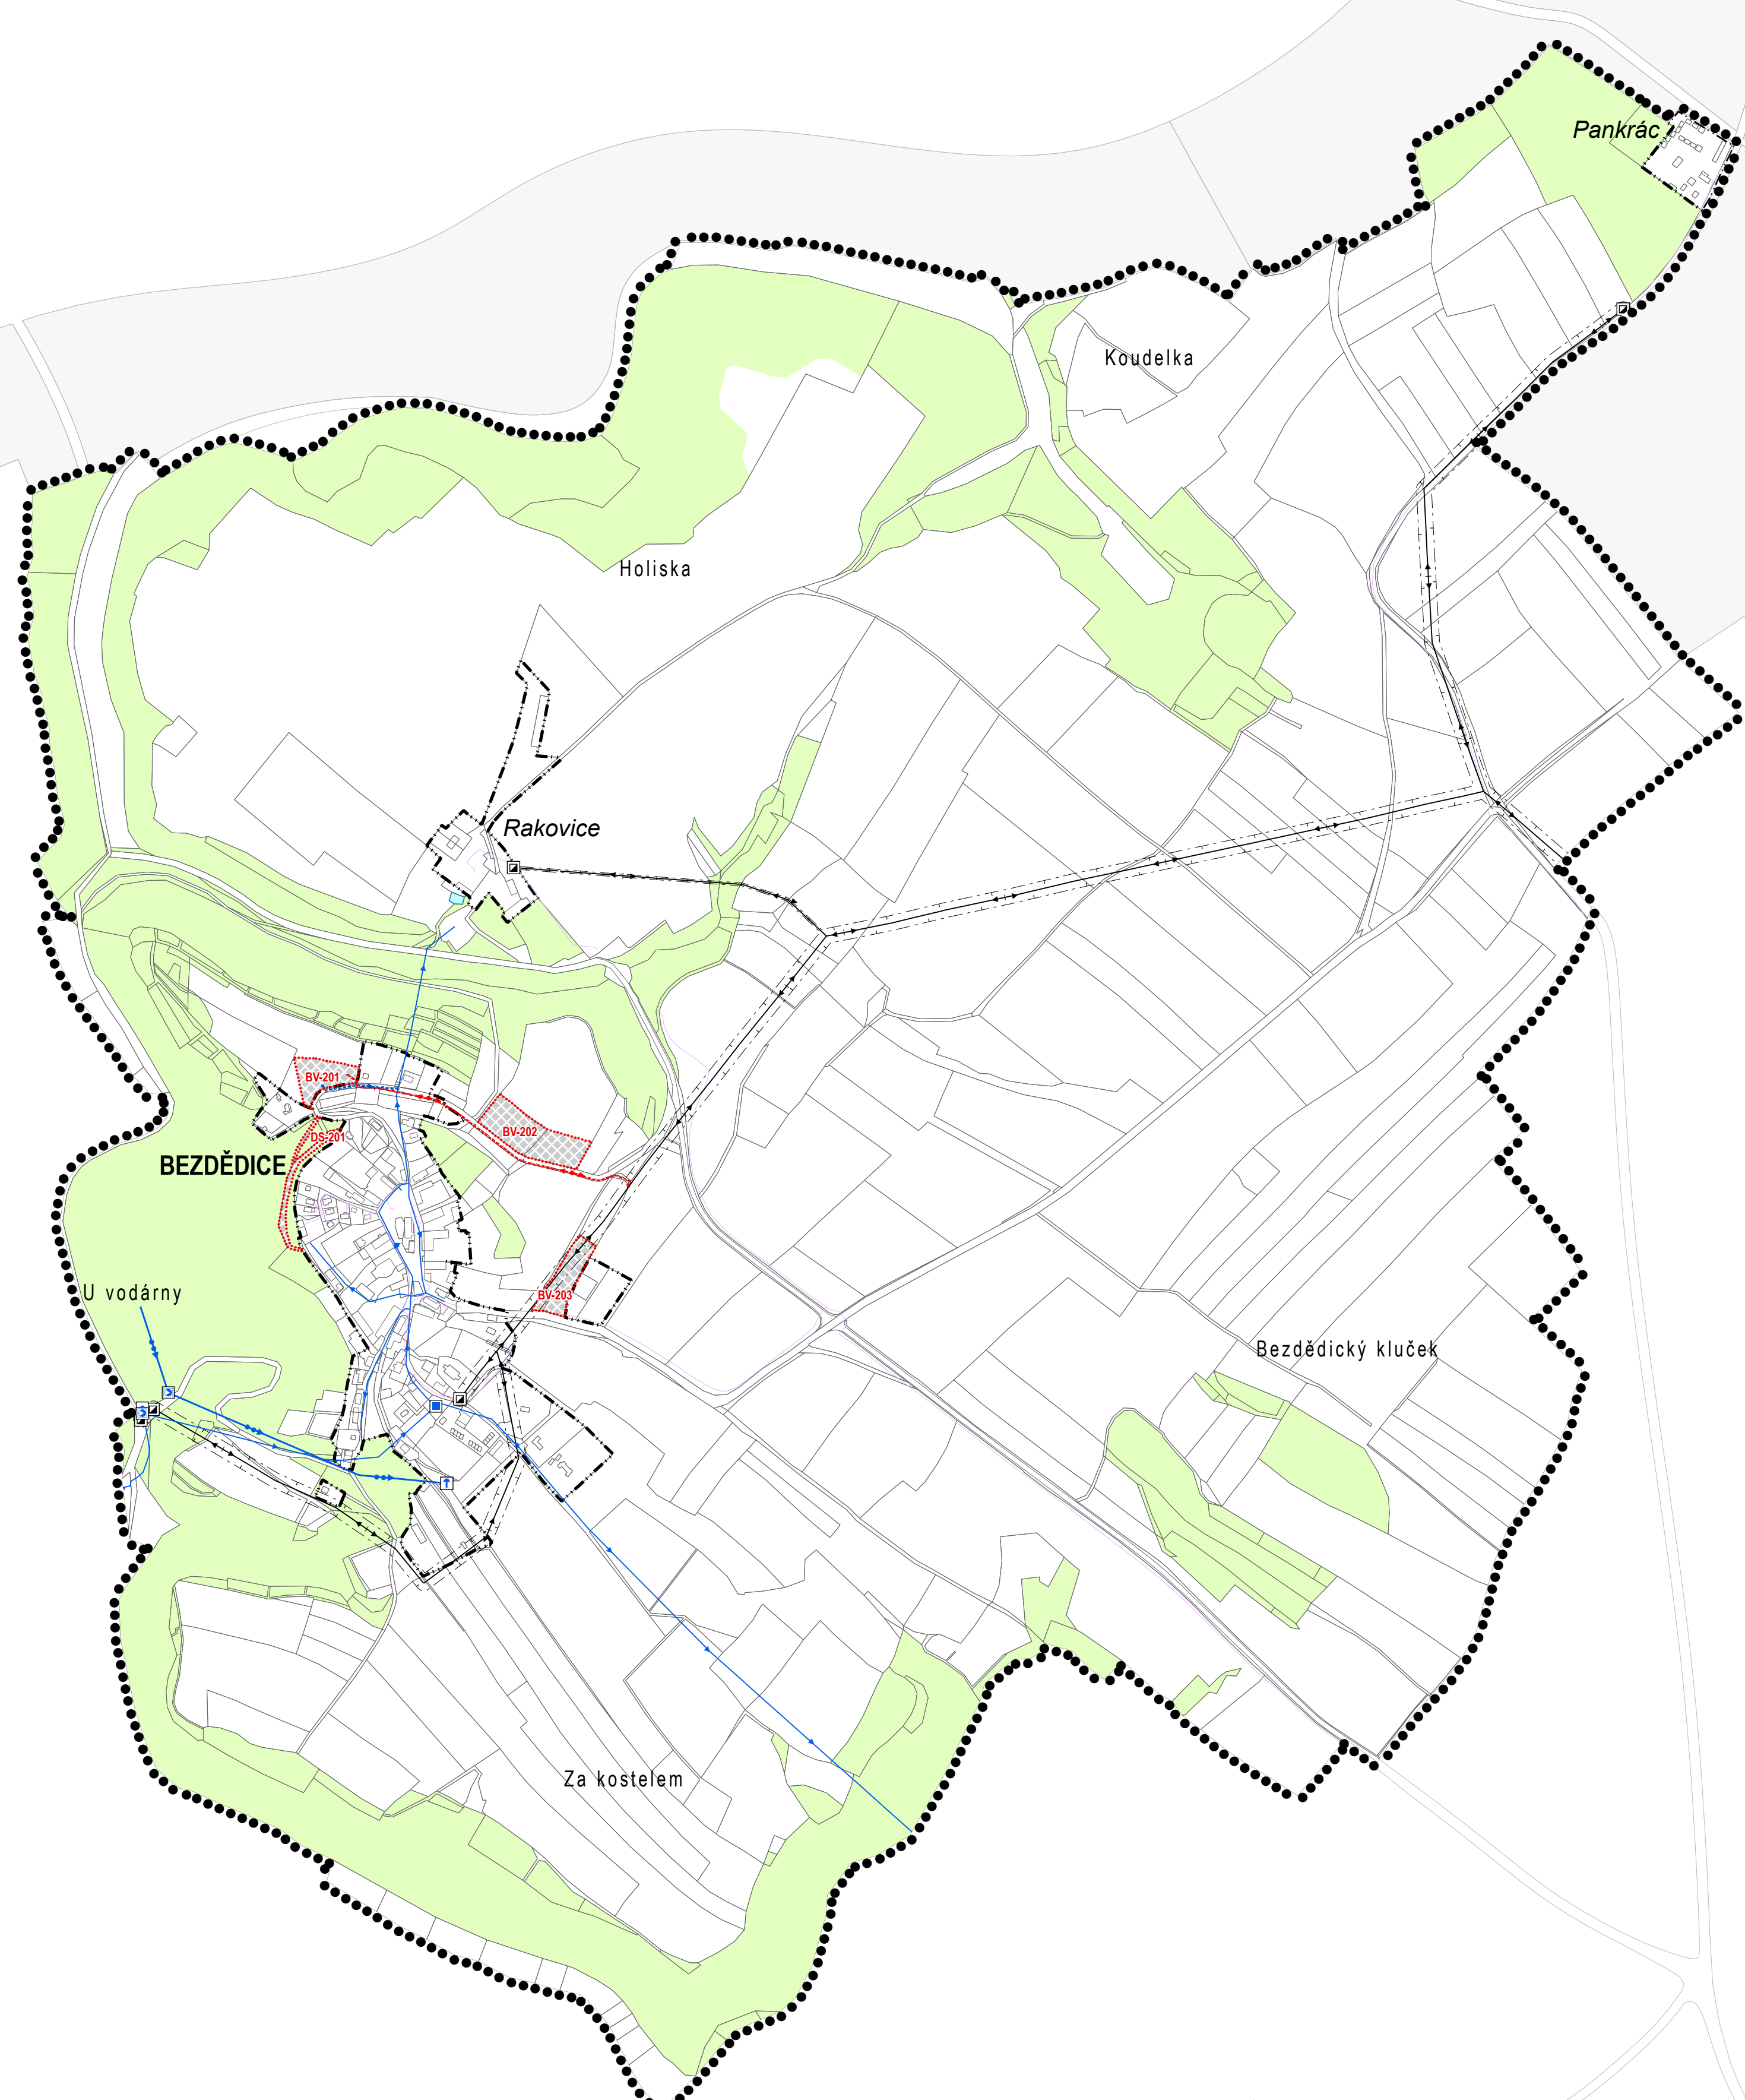 Pankrác
Koudelka
Holiska
Rakovice
BV-201
BV-202
DS-201
BEZDĚDICE
U vodárny
BV-203
Bezdědický kluček
Za kostelem